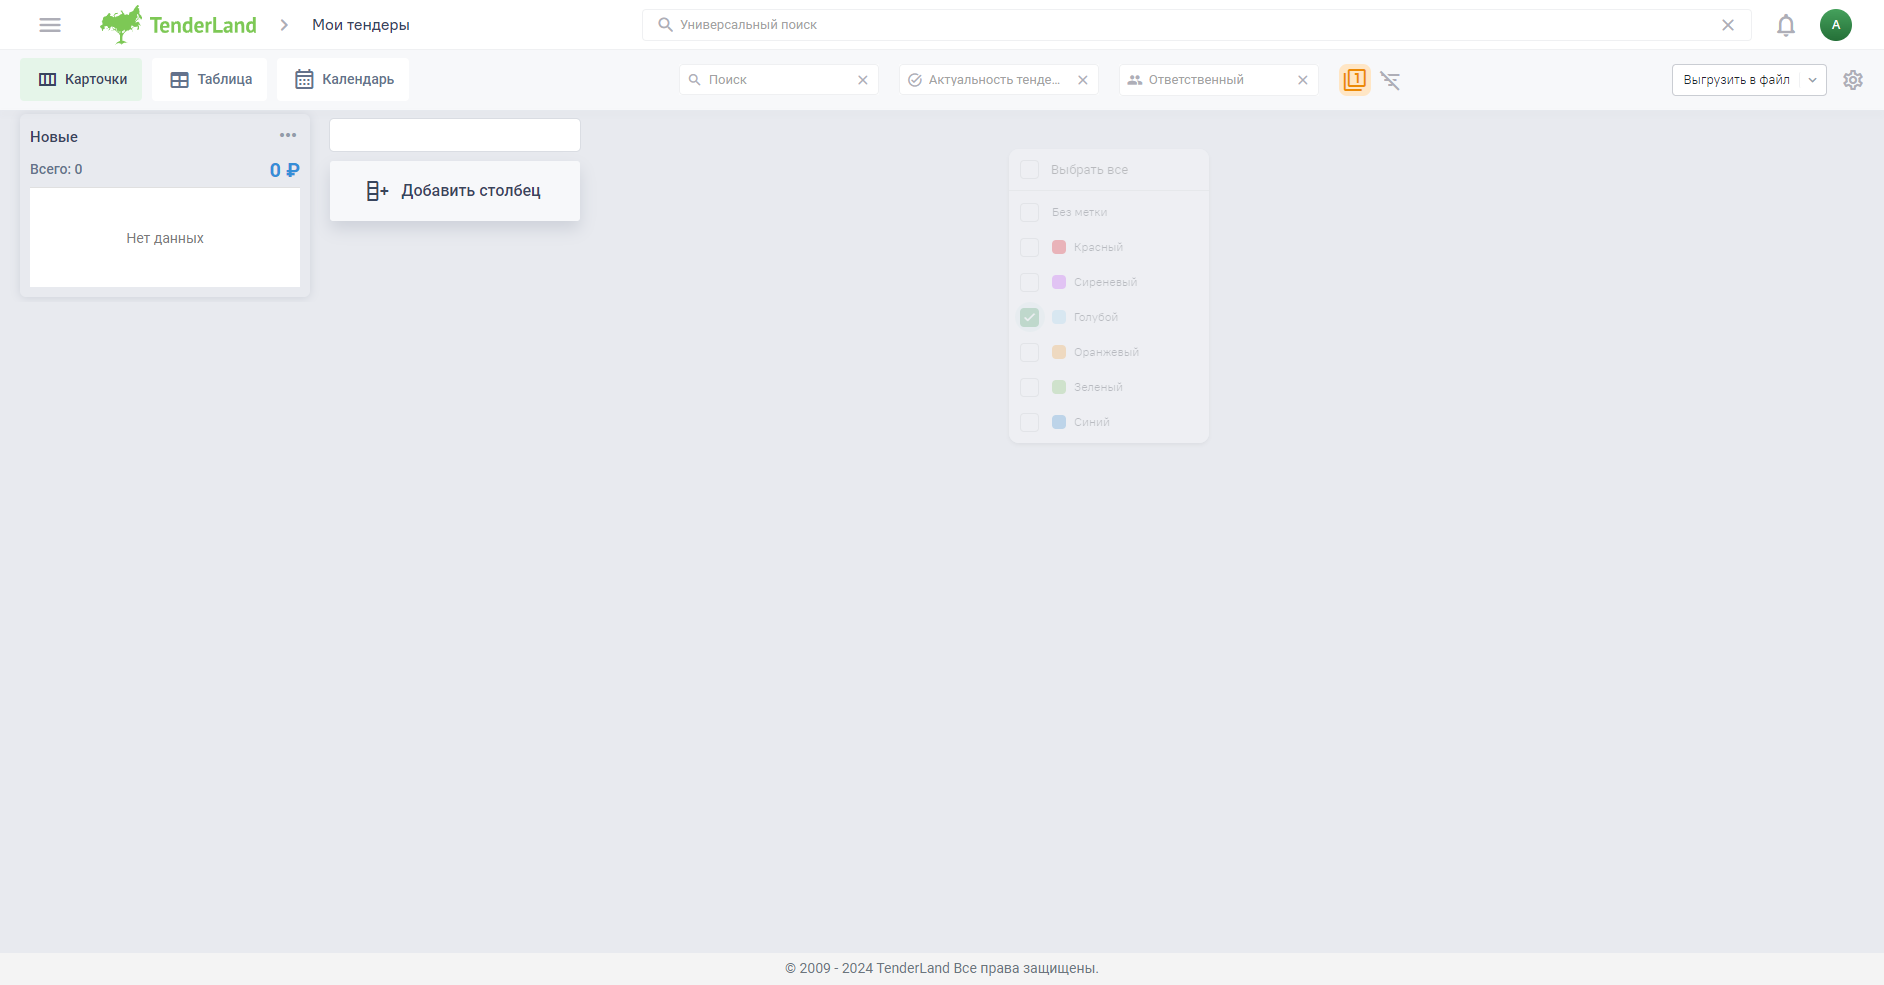 TenderLand
Мои тендеры
Универсальный поиск
А
Карточки
Таблица
Календарь
Поиск
Актуальность тенде...
Ответственный
1
Выгрузить в файл
Новые
Всего: 0
0 ₽
Нет данных
Добавить столбец
Выбрать все
Без метки
Красный
Сиреневый
Голубой
Оранжевый
Зеленый
Синий
© 2009 - 2024 TenderLand Все права защищены.